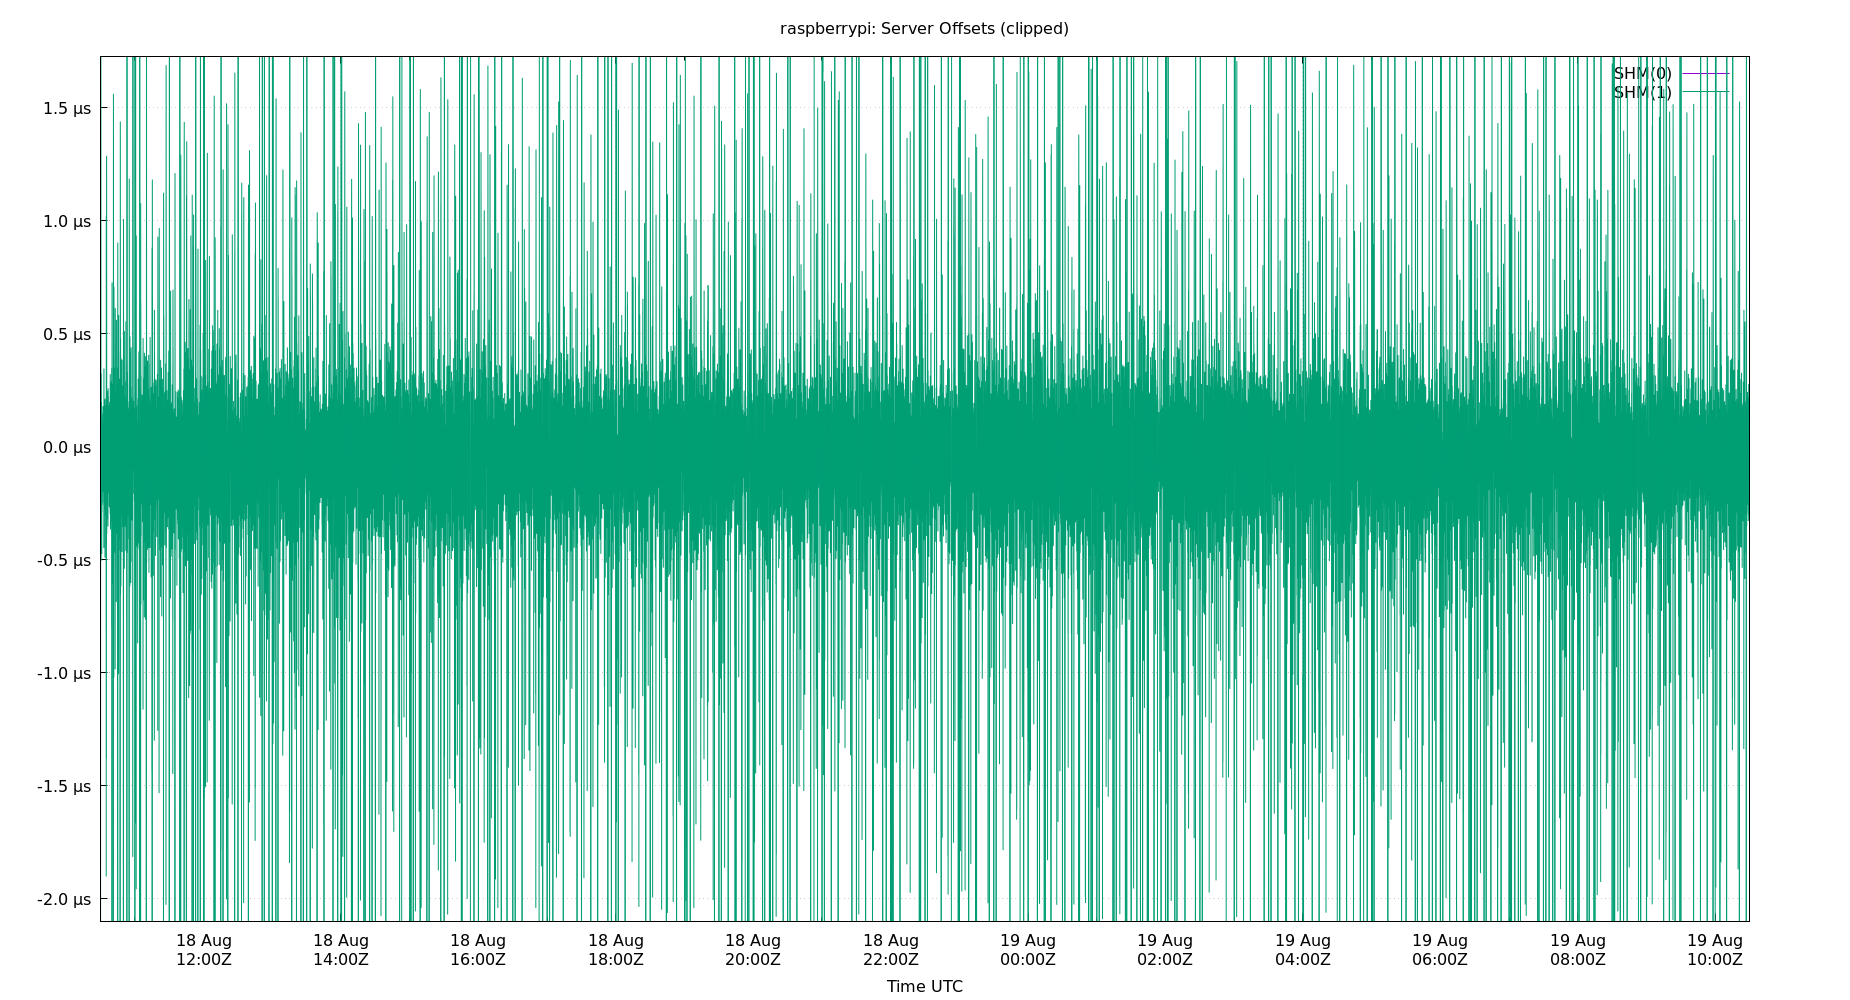 raspberrypi: Server Offsets (clipped)
SHM(0)
SHM(1)
1.5 µs
1.0 µs
0.5 µs
0.0 µs
-0.5 µs
-1.0 µs
-1.5 µs
-2.0 µs
18 Aug 18 Aug 18 Aug 18 Aug 18 Aug 18 Aug 19 Aug 19 Aug 19 Aug 19 Aug 19 Aug 19 Aug
12:00Z 14:00Z 16:00Z 18:00Z 20:00Z 22:00Z 00:00Z 02:00Z 04:00Z 06:00Z 08:00Z 10:00Z
Time UTC